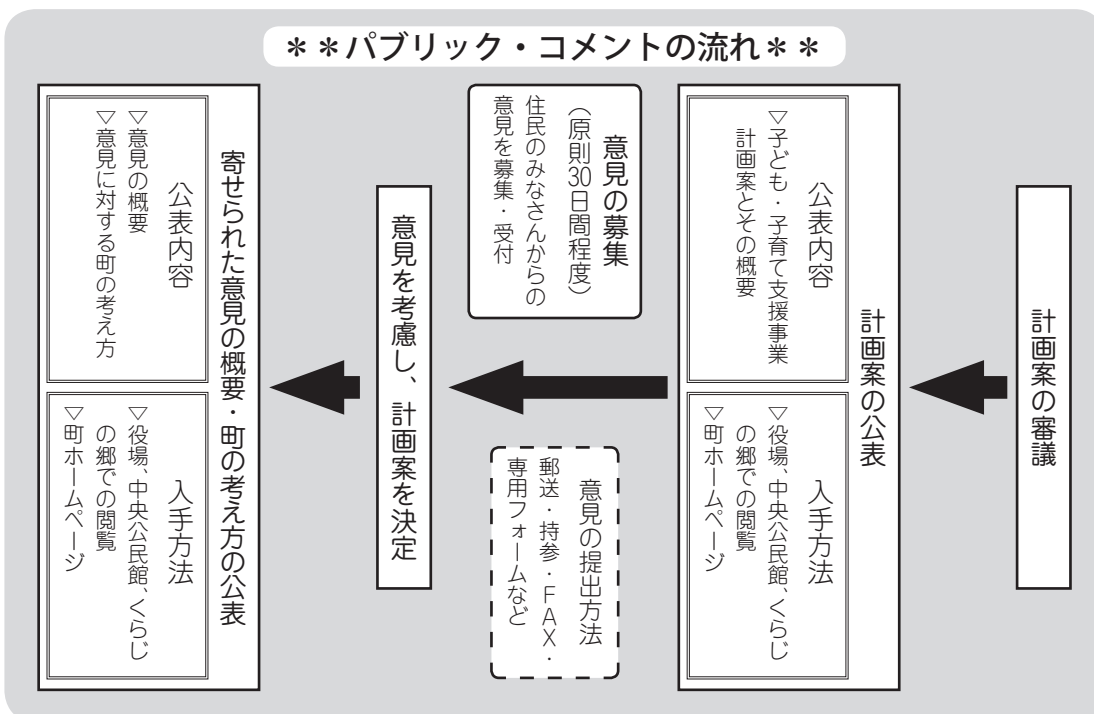 ＊＊パブリック・コメントの流れ＊＊
計画案の審議
計画案の公表
公表内容
▽子ども・子育て支援事業
計画案とその概要
入手方法
▽役場、中央公民館、くらじ
の郷での閲覧
▽町ホームページ
意見の募集
（原則30日間程度）
住民のみなさんからの
意見を募集・受付
意見の提出方法
郵送・持参・FAX・
専用フォームなど
意見を考慮し、計画案を決定
寄せられた意見の概要・町の考え方の公表
公表内容
▽意見の概要
▽意見に対する町の考え方
入手方法
▽役場、中央公民館、くらじ
の郷での閲覧
▽町ホームページ